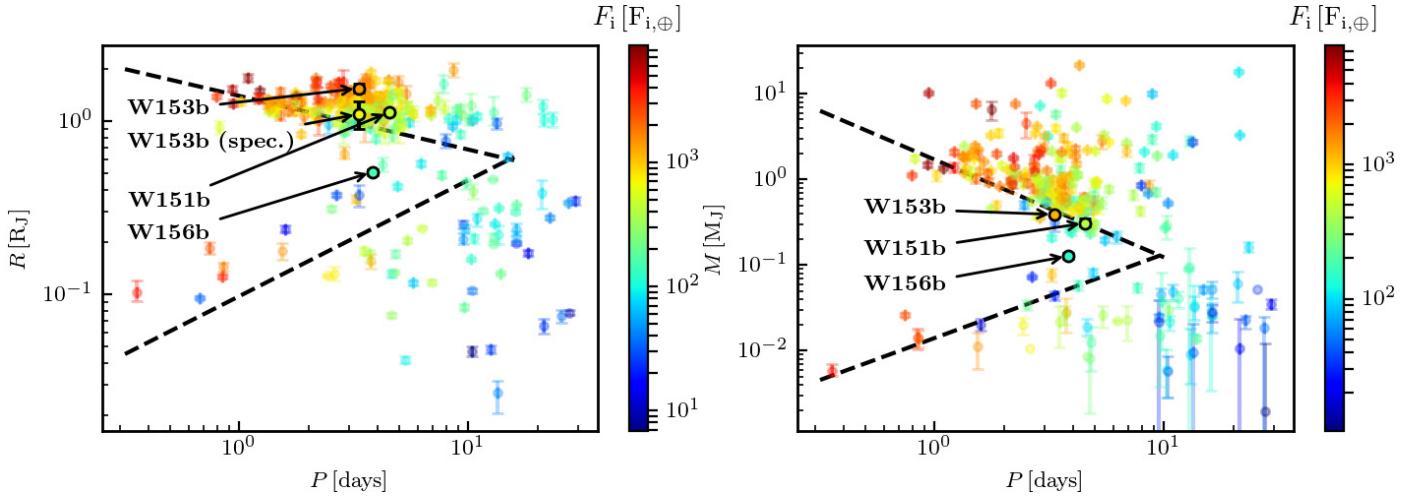 F_i [F_{i,⊕}]
R [R_J]
10^0
10^{-1}
W153b
W153b (spec.)
W151b
W156b
10^0
10^1
P [days]
10^3
10^2
10^1
F_i [F_{i,⊕}]
M [M_J]
10^1
10^0
10^{-1}
10^{-2}
W153b
W151b
W156b
10^0
10^1
P [days]
10^3
10^2